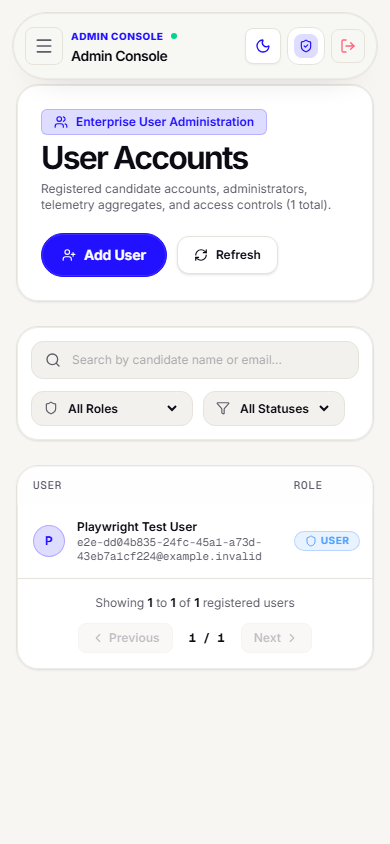 ADMIN CONSOLE
Admin Console
Enterprise User Administration
User Accounts
Registered candidate accounts, administrators,
telemetry aggregates, and access controls (1 total).
Add User
Refresh
Search by candidate name or email...
All Roles
All Statuses
USER ROLE
Playwright Test User
e2e-dd04b835-24fc-45a1-a73d-
43eb7a1cf224@example.invalid
P
USER
Showing 1 to 1 of 1 registered users
Previous
1 / 1
Next